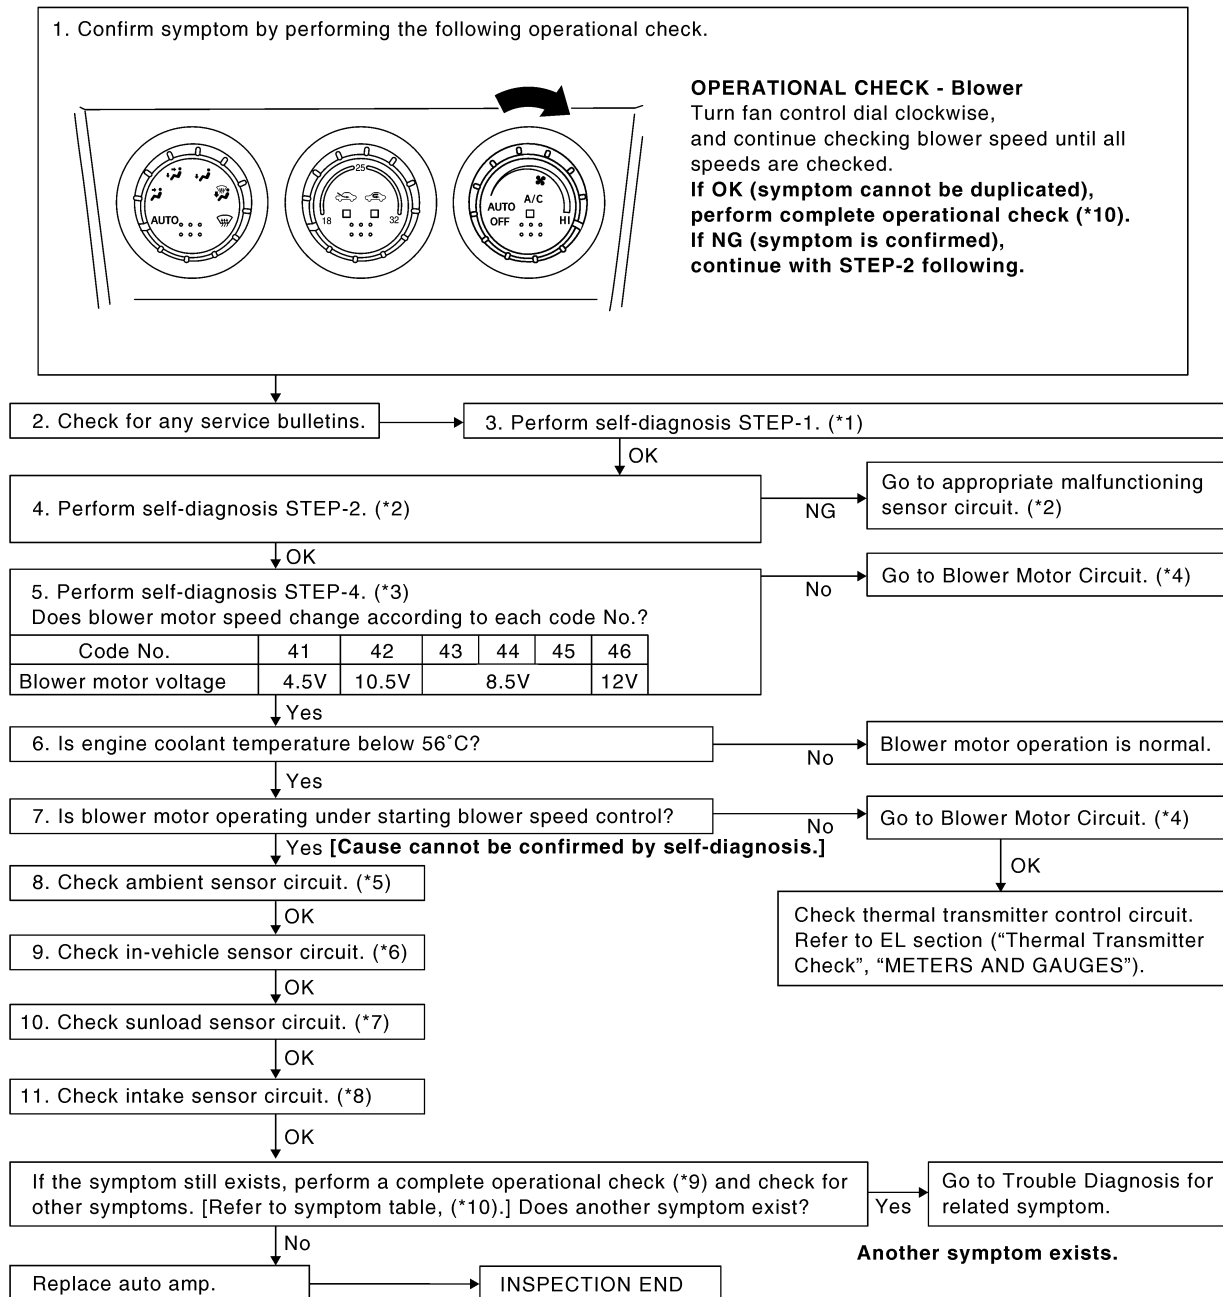 1. Confirm symptom by performing the following operational check.
OPERATIONAL CHECK - Blower
Turn fan control dial clockwise,
and continue checking blower speed until all
speeds are checked.
If OK (symptom cannot be duplicated),
perform complete operational check (*10).
If NG (symptom is confirmed),
continue with STEP-2 following.
AUTO
18
25
32
AUTO
OFF
A/C
HI
2. Check for any service bulletins.
3. Perform self-diagnosis STEP-1. (*1)
OK
4. Perform self-diagnosis STEP-2. (*2)
NG
Go to appropriate malfunctioning
sensor circuit. (*2)
OK
5. Perform self-diagnosis STEP-4. (*3)
Does blower motor speed change according to each code No.?
Code No. 41 42 43 44 45 46
Blower motor voltage 4.5V 10.5V 8.5V 12V
No
Go to Blower Motor Circuit. (*4)
Yes
6. Is engine coolant temperature below 56˚C?
No
Blower motor operation is normal.
Yes
7. Is blower motor operating under starting blower speed control?
No
Go to Blower Motor Circuit. (*4)
Yes [Cause cannot be confirmed by self-diagnosis.]
OK
Check thermal transmitter control circuit.
Refer to EL section (“Thermal Transmitter
Check”, “METERS AND GAUGES”).
8. Check ambient sensor circuit. (*5)
OK
9. Check in-vehicle sensor circuit. (*6)
OK
10. Check sunload sensor circuit. (*7)
OK
11. Check intake sensor circuit. (*8)
OK
If the symptom still exists, perform a complete operational check (*9) and check for
other symptoms. [Refer to symptom table, (*10).] Does another symptom exist?
Yes
Go to Trouble Diagnosis for
related symptom.
Another symptom exists.
No
Replace auto amp.
INSPECTION END